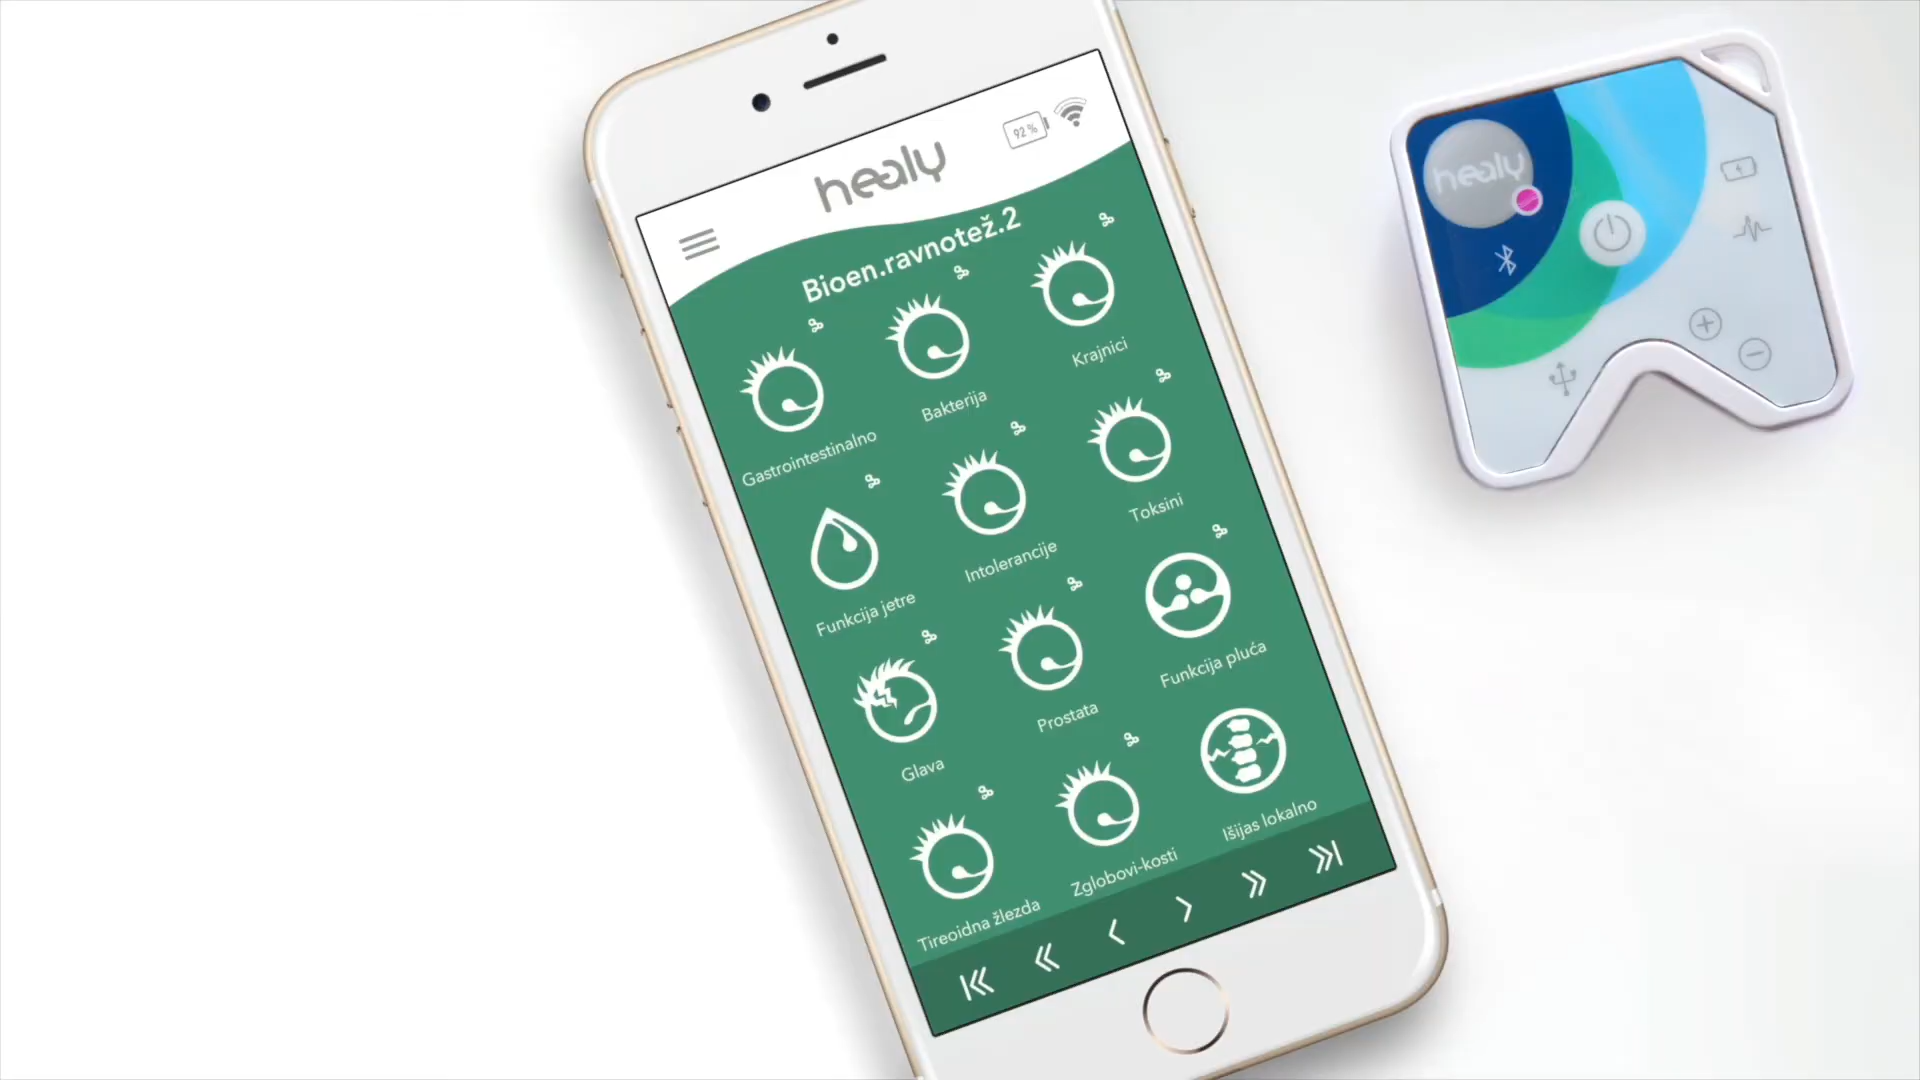 92 %
healy
Bioen.ravnotež.2
Gastrointestinalno
Bakterija
Krajnici
Funkcija jetre
Intolerancije
Toksini
Glava
Prostata
Funkcija pluća
Tireoidna žlezda
Zglobovi-kosti
Išijas lokalno
healy